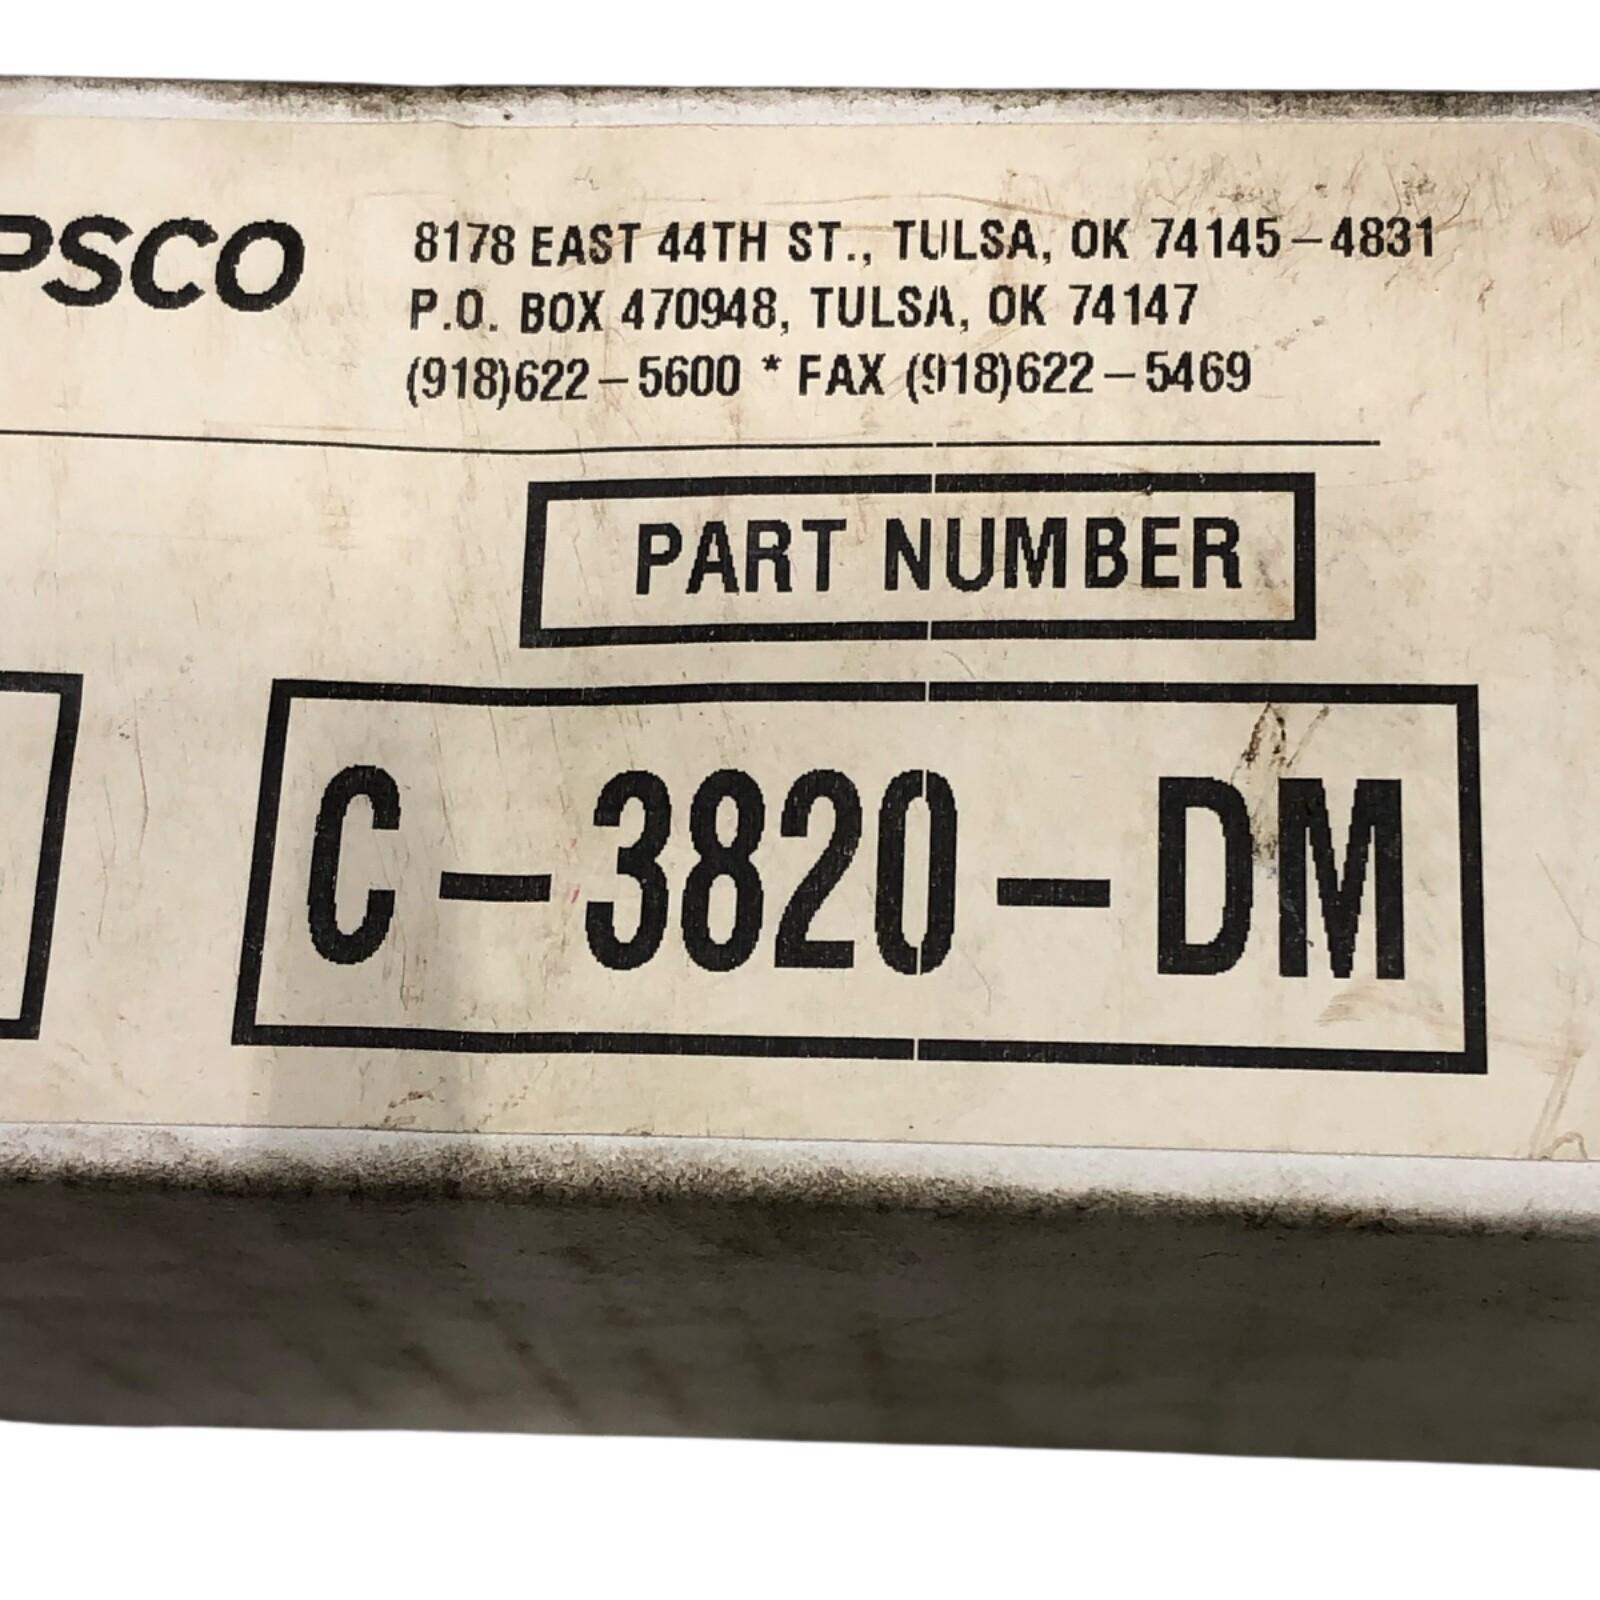 PSCO
8178 EAST 44TH ST., TULSA, OK 74145-4831
P.O. BOX 470948, TULSA, OK 74147
(918)622-5600 * FAX (918)622-5469
PART NUMBER
C-3820-DM